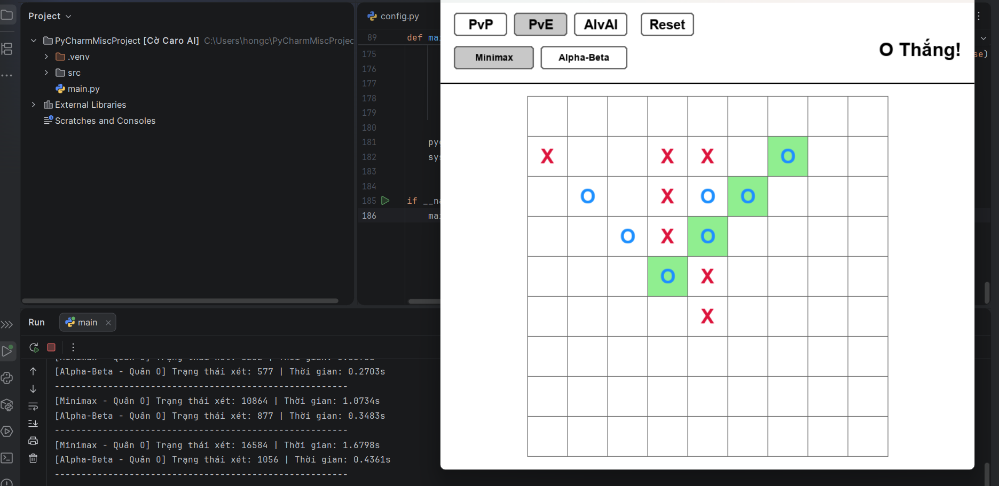 Project
PyCharmMiscProject [Cờ Caro AI] C:\Users\hongc\PyCharmMiscProjec
.venv
src
main.py
External Libraries
Scratches and Consoles
config.py
89 def ma
175
176
177
178
179
180
181 py
182 sy
183
184
185 if __na
186 ma
se)
PvP PvE AIvAI Reset
Minimax Alpha-Beta
O Thắng!
X X X O
O X O O
O X O
O X
X
Run main
[Alpha-Beta - Quân O] Trạng thái xét: 577 | Thời gian: 0.2703s
----------------------------------------------------
[Minimax - Quân O] Trạng thái xét: 10864 | Thời gian: 1.0734s
[Alpha-Beta - Quân O] Trạng thái xét: 877 | Thời gian: 0.3483s
----------------------------------------------------
[Minimax - Quân O] Trạng thái xét: 16584 | Thời gian: 1.6798s
[Alpha-Beta - Quân O] Trạng thái xét: 1056 | Thời gian: 0.4361s
----------------------------------------------------